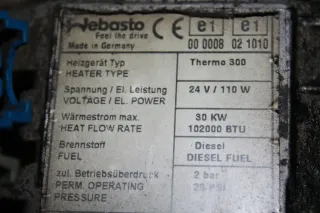 Webasto CE e1 e1
Feel the drive
Made in Germany 00 0008 02 1010
Heizgerät Typ Thermo 300
HEATER TYPE
Spannung / El. Leistung 24 V / 110 W
VOLTAGE / EL. POWER
Wärmestrom max. 30 KW
HEAT FLOW RATE 102000 BTU
Brennstoff Diesel
FUEL DIESEL FUEL
zul. Betriebsüberdruck 2 bar
PERM. OPERATING
PRESSURE PSI